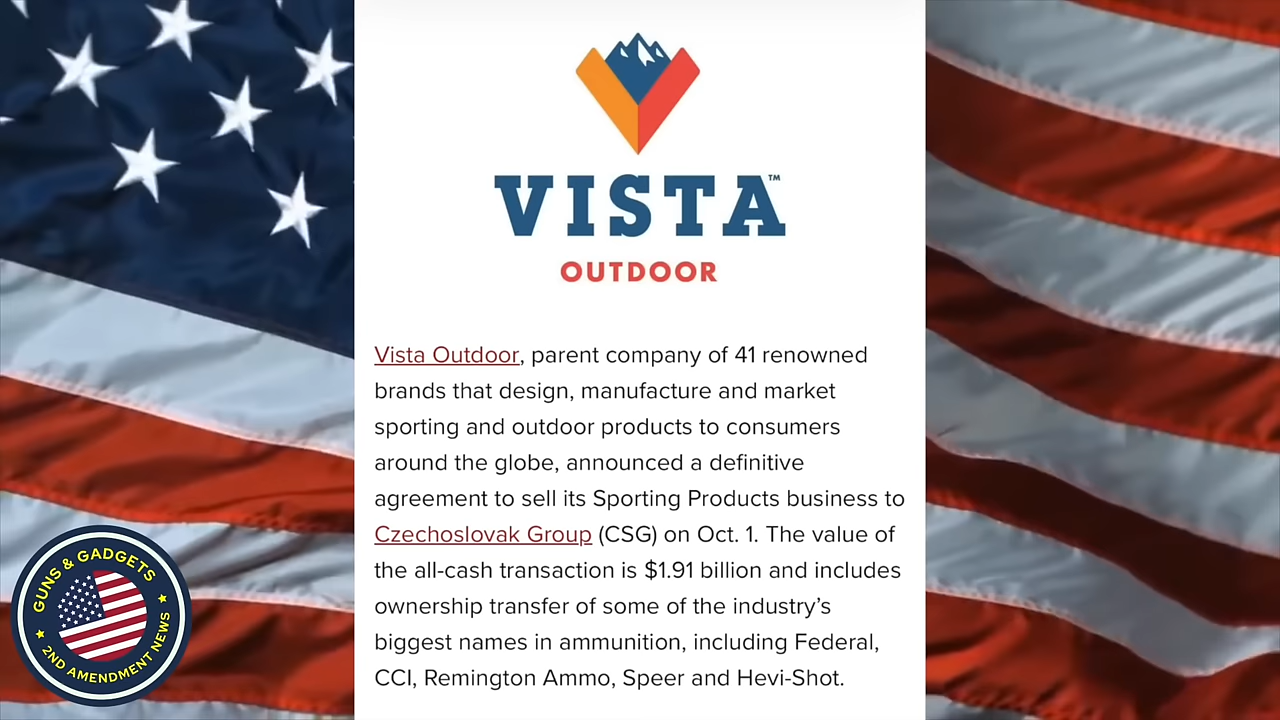 VISTA™
OUTDOOR
Vista Outdoor, parent company of 41 renowned
brands that design, manufacture and market
sporting and outdoor products to consumers
around the globe, announced a definitive
agreement to sell its Sporting Products business to
Czechoslovak Group (CSG) on Oct. 1. The value of
the all-cash transaction is $1.91 billion and includes
ownership transfer of some of the industry’s
biggest names in ammunition, including Federal,
CCI, Remington Ammo, Speer and Hevi-Shot.
GUNS & GADGETS
2ND AMENDMENT NEWS